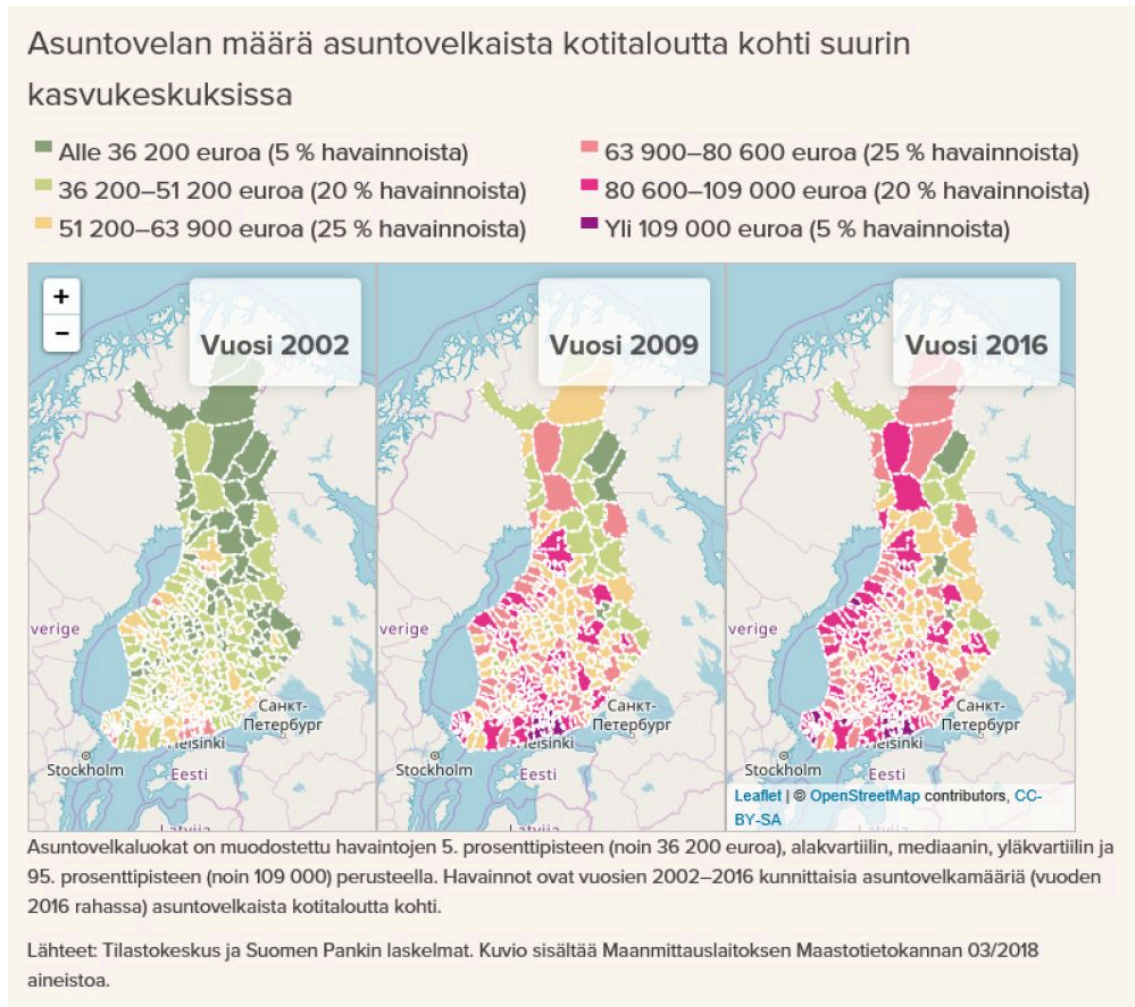 Asuntovelan määrä asuntovelkaista kotitaloutta kohti suurin
kasvukeskuksissa
Alle 36 200 euroa (5 % havainnoista)
36 200–51 200 euroa (20 % havainnoista)
51 200–63 900 euroa (25 % havainnoista)
63 900–80 600 euroa (25 % havainnoista)
80 600–109 000 euroa (20 % havainnoista)
Yli 109 000 euroa (5 % havainnoista)
+
−
Vuosi 2002
verige
Санкт-
Петербург
Helsinki
Stockholm
Eesti
Latvija
Vuosi 2009
verige
Санкт-
Петербург
Helsinki
Stockholm
Eesti
Latvija
Vuosi 2016
verige
Санкт-
Петербург
Helsinki
Stockholm
Eesti
Leaflet | © OpenStreetMap contributors, CC-
BY-SA
Asuntovelkaluokat on muodostettu havaintojen 5. prosenttipisteen (noin 36 200 euroa), alakvartiilin, mediaanin, yläkvartiilin ja
95. prosenttipisteen (noin 109 000) perusteella. Havainnot ovat vuosien 2002–2016 kunnittaisia asuntovelkamääriä (vuoden
2016 rahassa) asuntovelkaista kotitaloutta kohti.
Lähteet: Tilastokeskus ja Suomen Pankin laskelmat. Kuvio sisältää Maanmittauslaitoksen Maastotietokannan 03/2018
aineistoa.